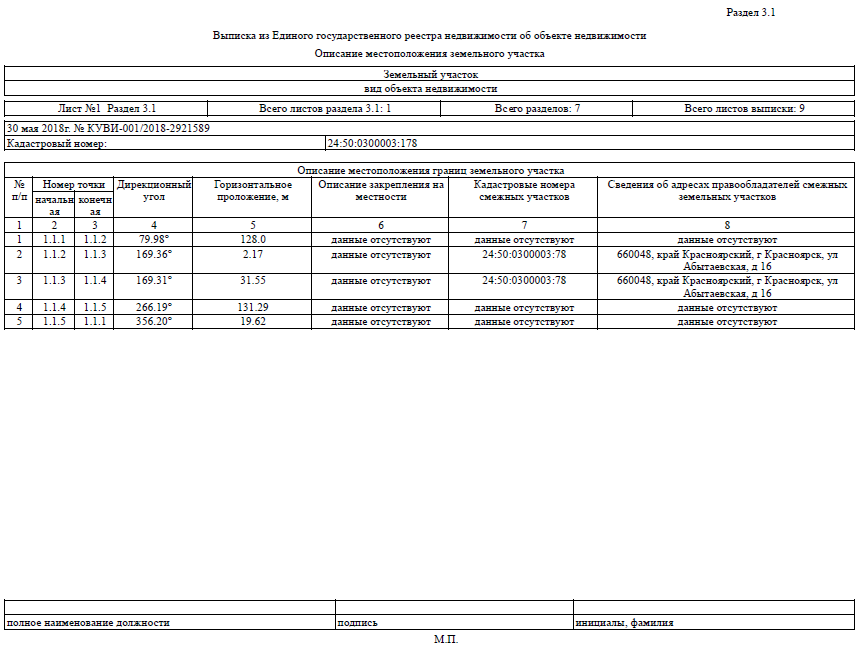 Раздел 3.1
Выписка из Единого государственного реестра недвижимости об объекте недвижимости
Описание местоположения земельного участка
Земельный участок
вид объекта недвижимости
Лист №1 Раздел 3.1 Всего листов раздела 3.1: 1 Всего разделов: 7 Всего листов выписки: 9
30 мая 2018г. № КУВИ-001/2018-2921589
Кадастровый номер: 24:50:0300003:178
Описание местоположения границ земельного участка
№ Номер точки Дирекционный Горизонтальное Описание закрепления на Кадастровые номера Сведения об адресах правообладателей смежных
п/п начальн конечн угол проложение, м местности смежных участков земельных участков
ая ая
1 2 3 4 5 6 7 8
1 1.1.1 1.1.2 79.98° 128.0 данные отсутствуют данные отсутствуют данные отсутствуют
2 1.1.2 1.1.3 169.36° 2.17 данные отсутствуют 24:50:0300003:78 660048, край Красноярский, г Красноярск, ул
Абытаевская, д 16
3 1.1.3 1.1.4 169.31° 31.55 данные отсутствуют 24:50:0300003:78 660048, край Красноярский, г Красноярск, ул
Абытаевская, д 16
4 1.1.4 1.1.5 266.19° 131.29 данные отсутствуют данные отсутствуют данные отсутствуют
5 1.1.5 1.1.1 356.20° 19.62 данные отсутствуют данные отсутствуют данные отсутствуют
полное наименование должности подпись инициалы, фамилия
М.П.